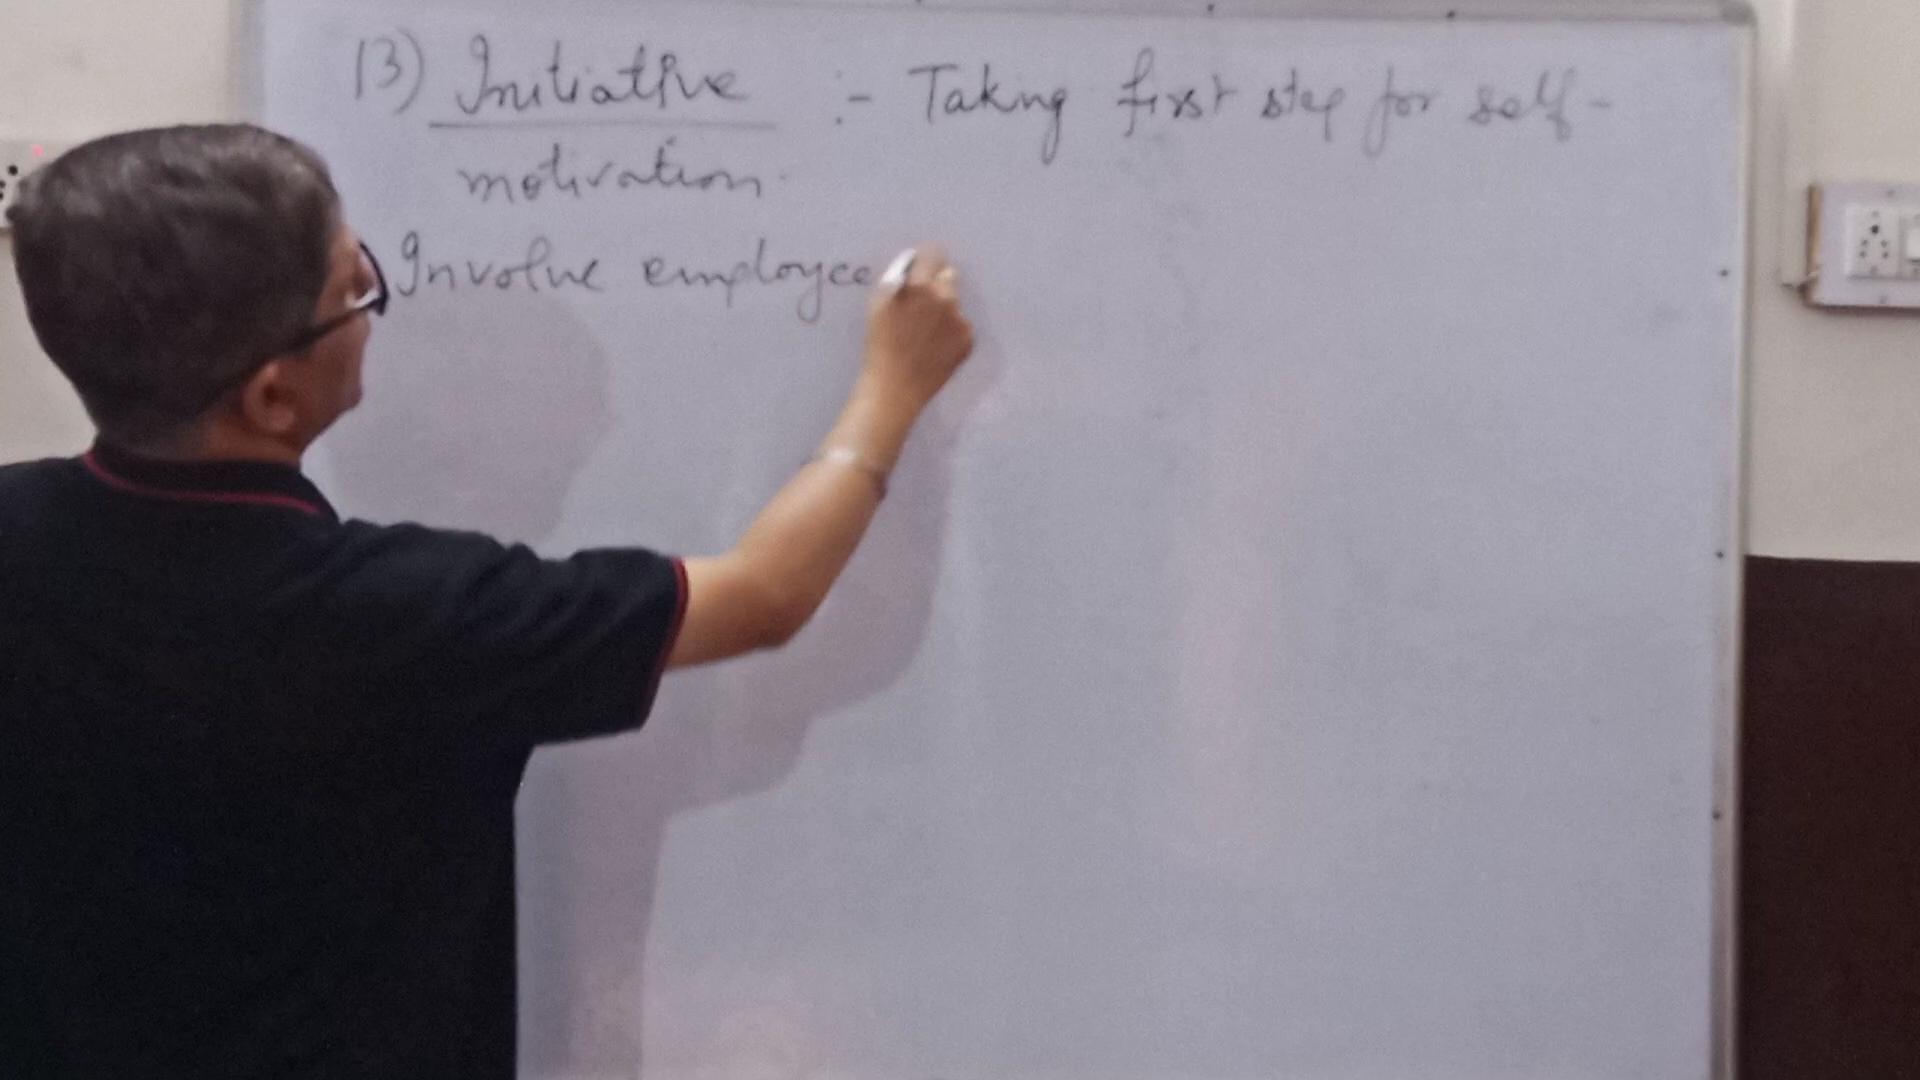 13) Initiative :- Taking first step for self-
motivation.
Involve employee